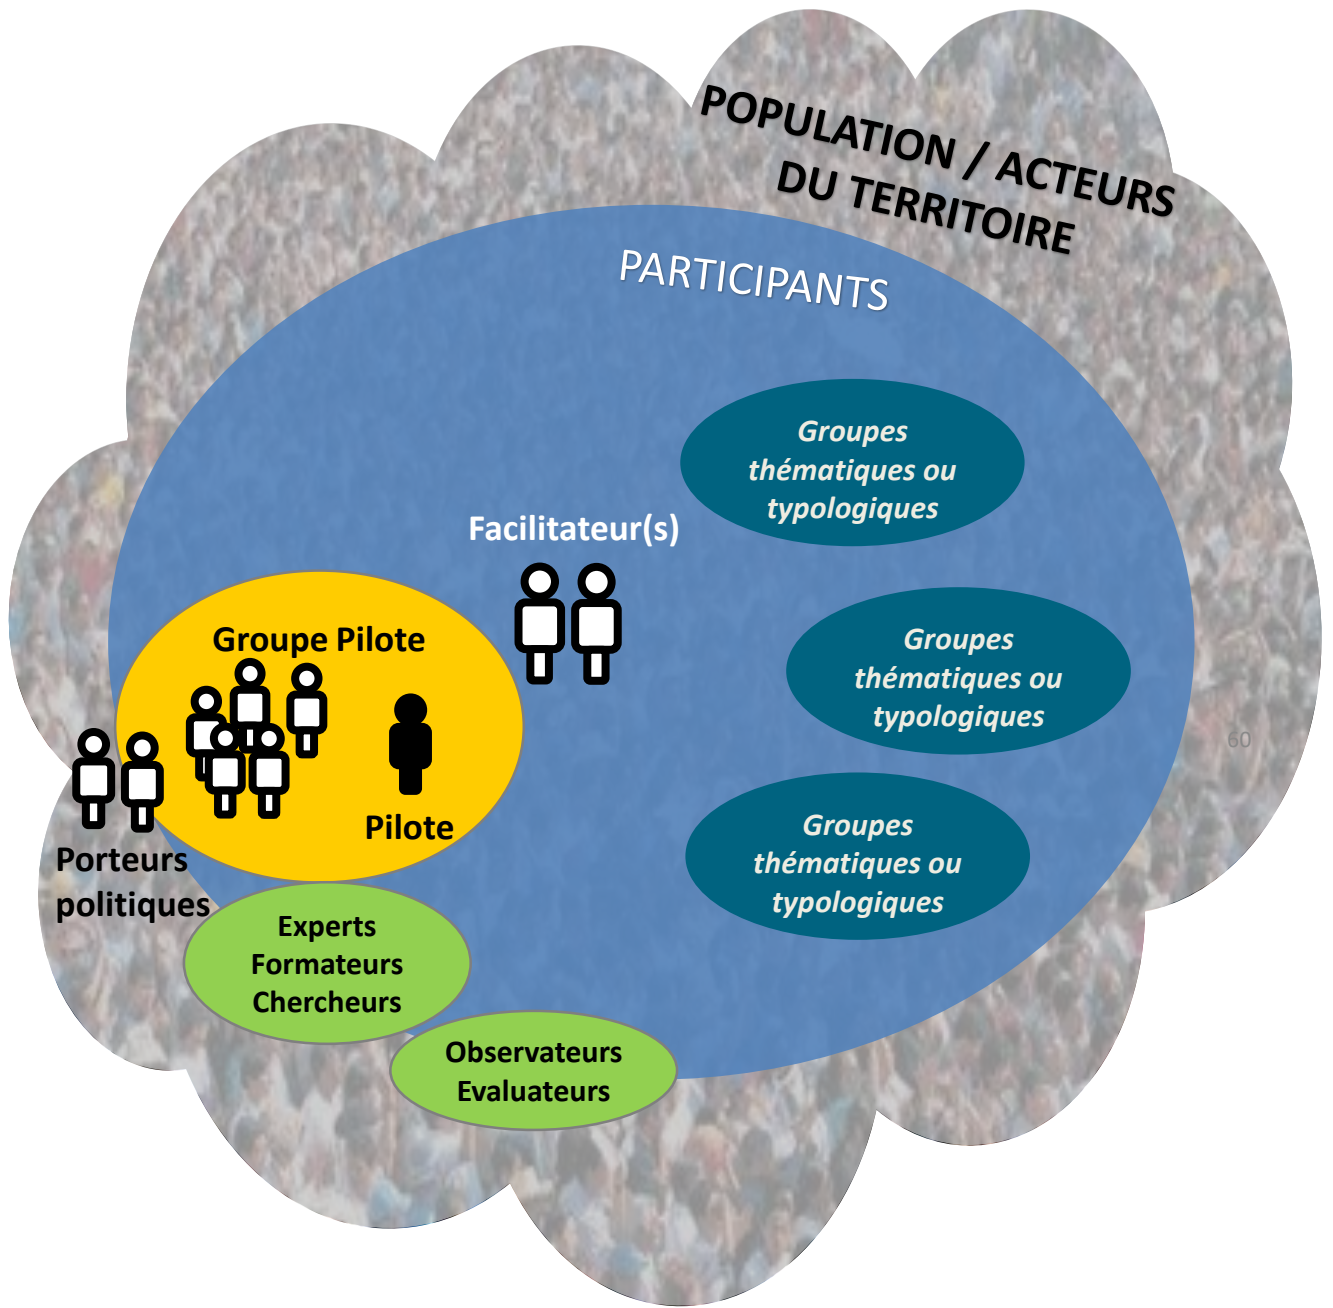 POPULATION / ACTEURS
DU TERRITOIRE
PARTICIPANTS
Groupes
thématiques ou
typologiques
Facilitateur(s)
Groupe Pilote
Groupes
thématiques ou
typologiques
60
Pilote
Groupes
thématiques ou
typologiques
Porteurs
politiques
Experts
Formateurs
Chercheurs
Observateurs
Evaluateurs